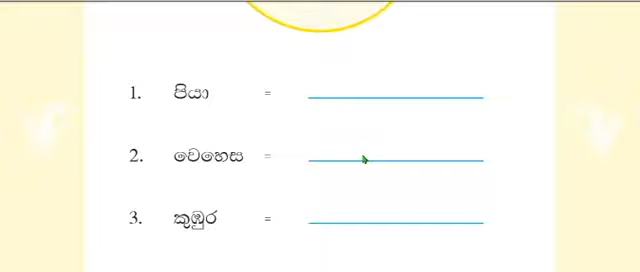 1. පියා =
2. වෙහෙස =
3. කුඹුර =